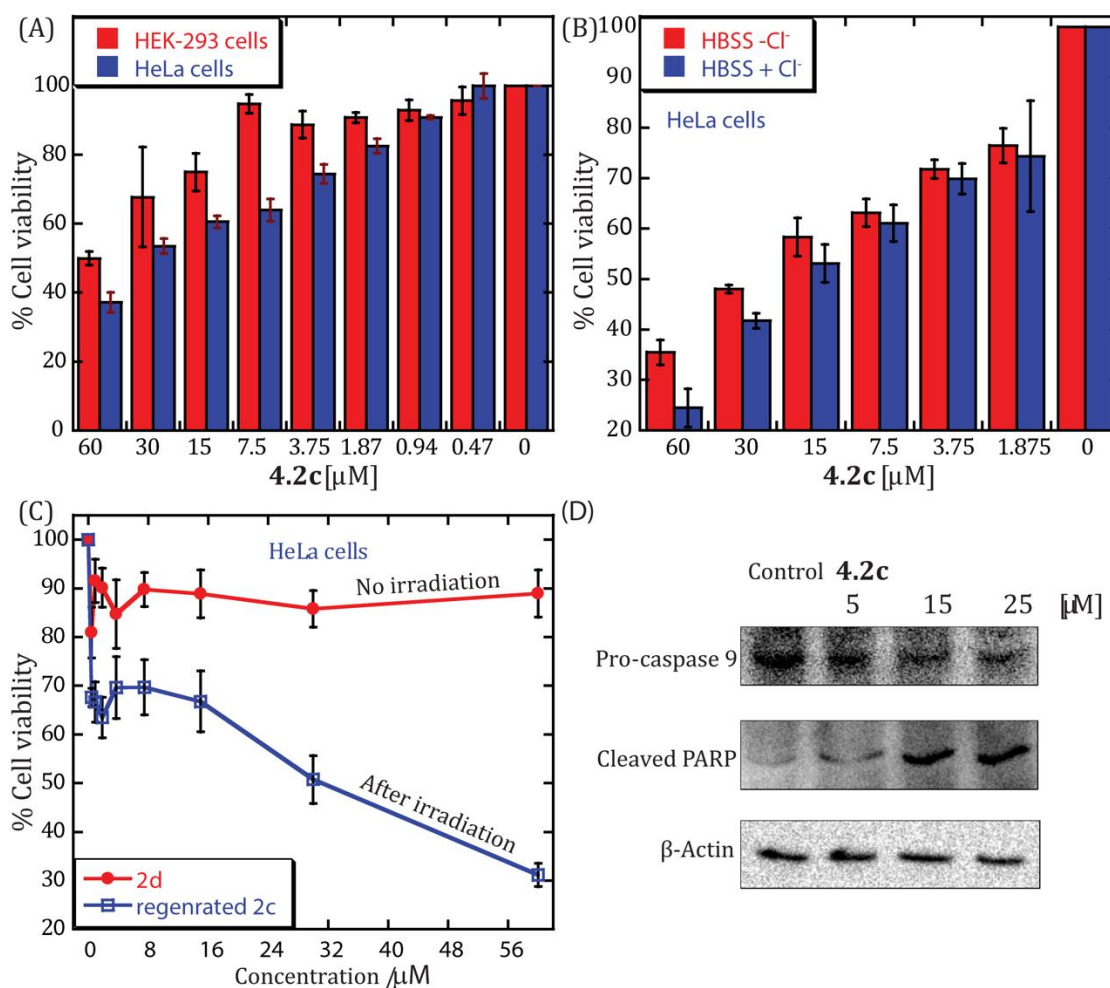 (A)
HEK-293 cells
HeLa cells
% Cell viability
100
80
60
40
20
0
60 30 15 7.5 3.75 1.87 0.94 0.47 0
4.2c[µM]
(B)
HBSS -Cl⁻
HBSS + Cl⁻
HeLa cells
% Cell viability
100
90
80
70
60
50
40
30
20
60 30 15 7.5 3.75 1.875 0
4.2c[µM]
(C)
HeLa cells
No irradiation
After irradiation
% Cell viability
100
90
80
70
60
50
40
30
20
2d
regenrated 2c
0 8 16 24 32 40 48 56
Concentration /µM
(D)
Control 4.2c
5 15 25 [µM]
Pro-caspase 9
Cleaved PARP
β-Actin